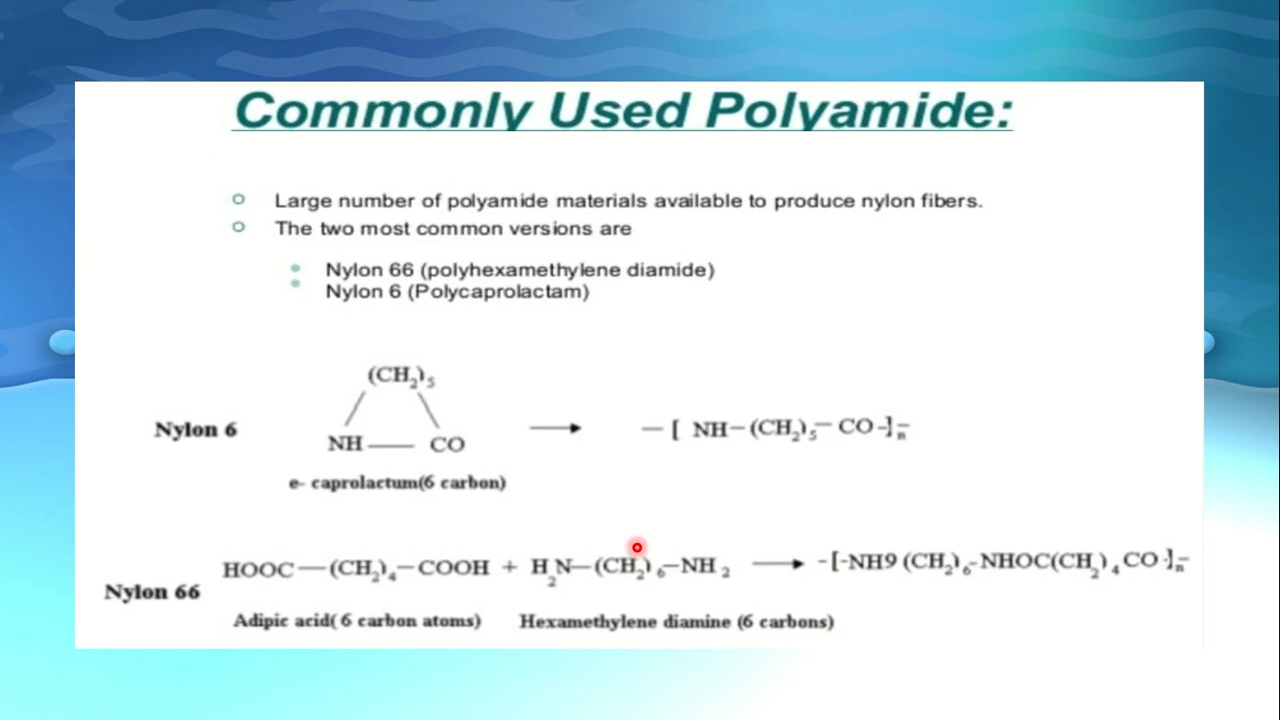 Commonly Used Polyamide:
Large number of polyamide materials available to produce nylon fibers.
The two most common versions are
Nylon 66 (polyhexamethylene diamide)
Nylon 6 (Polycaprolactam)
(CH₂)₅
Nylon 6 NH — CO → — [ NH—(CH₂)₅— CO-]ₙ—
e- caprolactum(6 carbon)
HOOC—(CH₂)₄—COOH + H₂N—(CH₂)₆—NH₂ → -[-NH9 (CH₂)₆-NHOC(CH₂)₄CO-]ₙ—
Nylon 66
Adipic acid( 6 carbon atoms) Hexamethylene diamine (6 carbons)